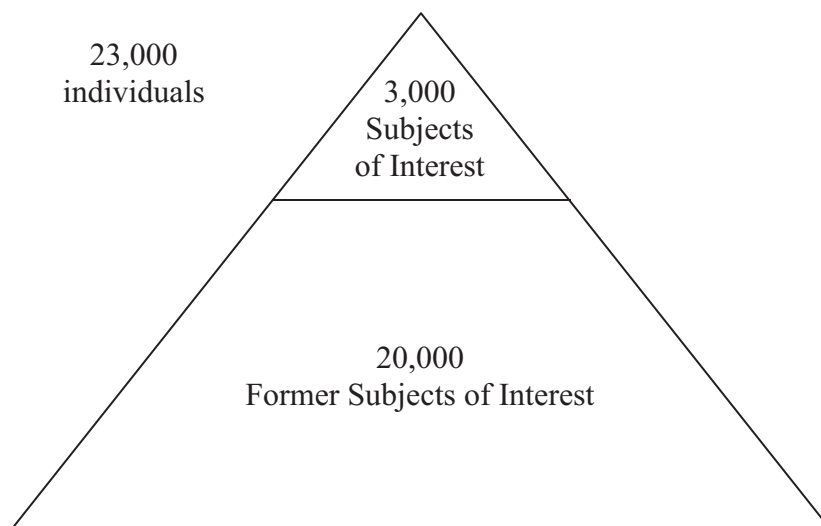 23,000
individuals
3,000
Subjects
of Interest
20,000
Former Subjects of Interest